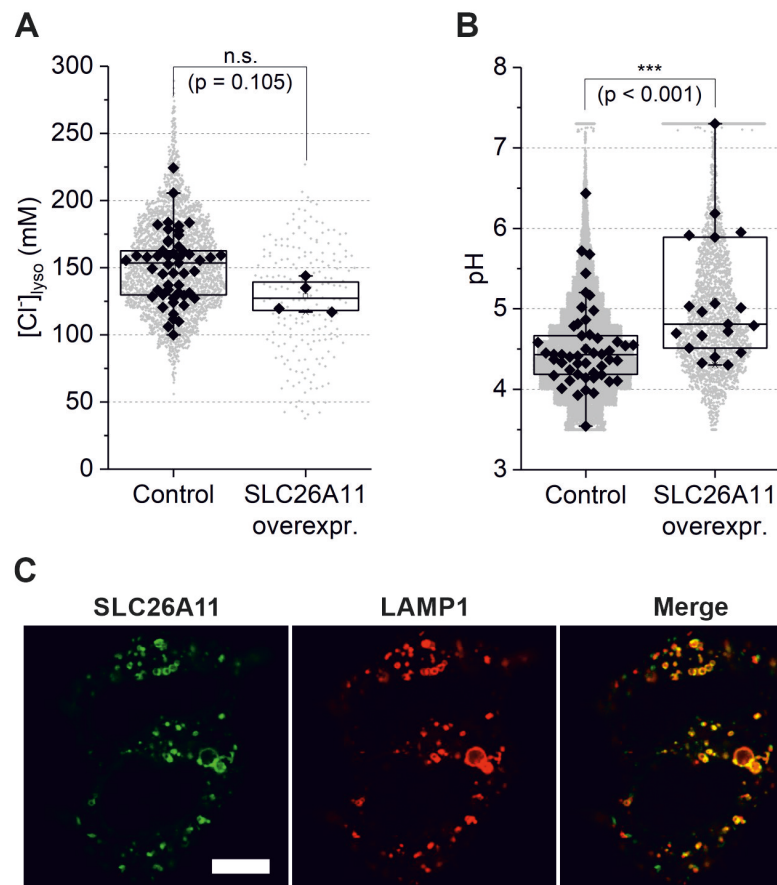 A
n.s.
(p = 0.105)
300
250
200
150
100
50
0
[Cl⁻]lyso (mM)
Control
SLC26A11
overexpr.
B
***
(p < 0.001)
8
7
6
5
4
3
pH
Control
SLC26A11
overexpr.
C
SLC26A11
LAMP1
Merge